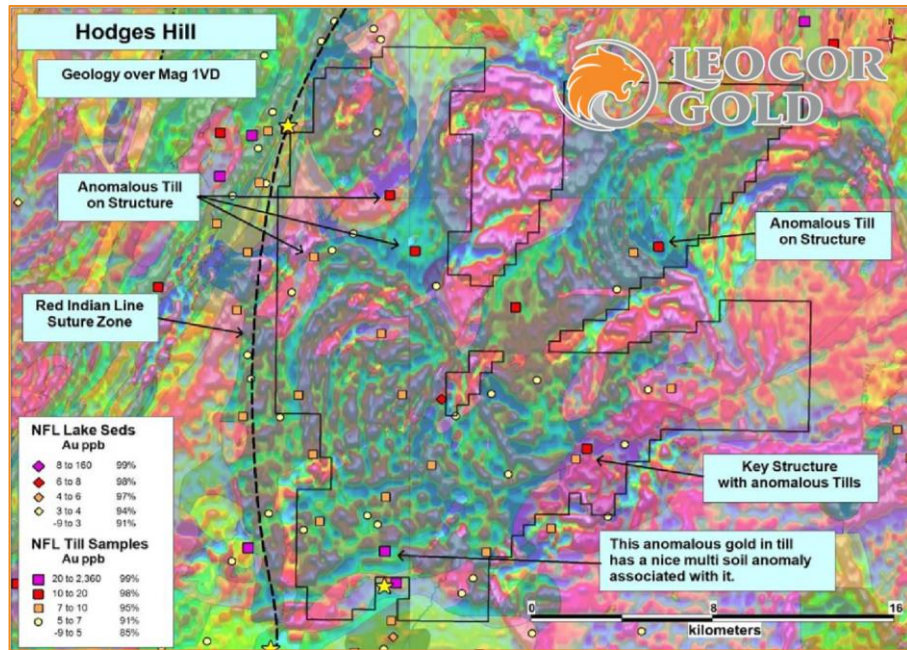 Hodges Hill
Geology over Mag 1VD
LEOCOR
GOLD
Anomalous Till
on Structure
Anomalous Till
on Structure
Red Indian Line
Suture Zone
Key Structure
with anomalous Tills
This anomalous gold in till
has a nice multi soil anomaly
associated with it.
NFL Lake Seds
Au ppb
8 to 160 99%
6 to 8 98%
4 to 6 97%
3 to 4 94%
-9 to 3 91%
NFL Till Samples
Au ppb
20 to 2,360 99%
10 to 20 98%
7 to 10 95%
5 to 7 91%
-9 to 5 85%
0 8 16
kilometers